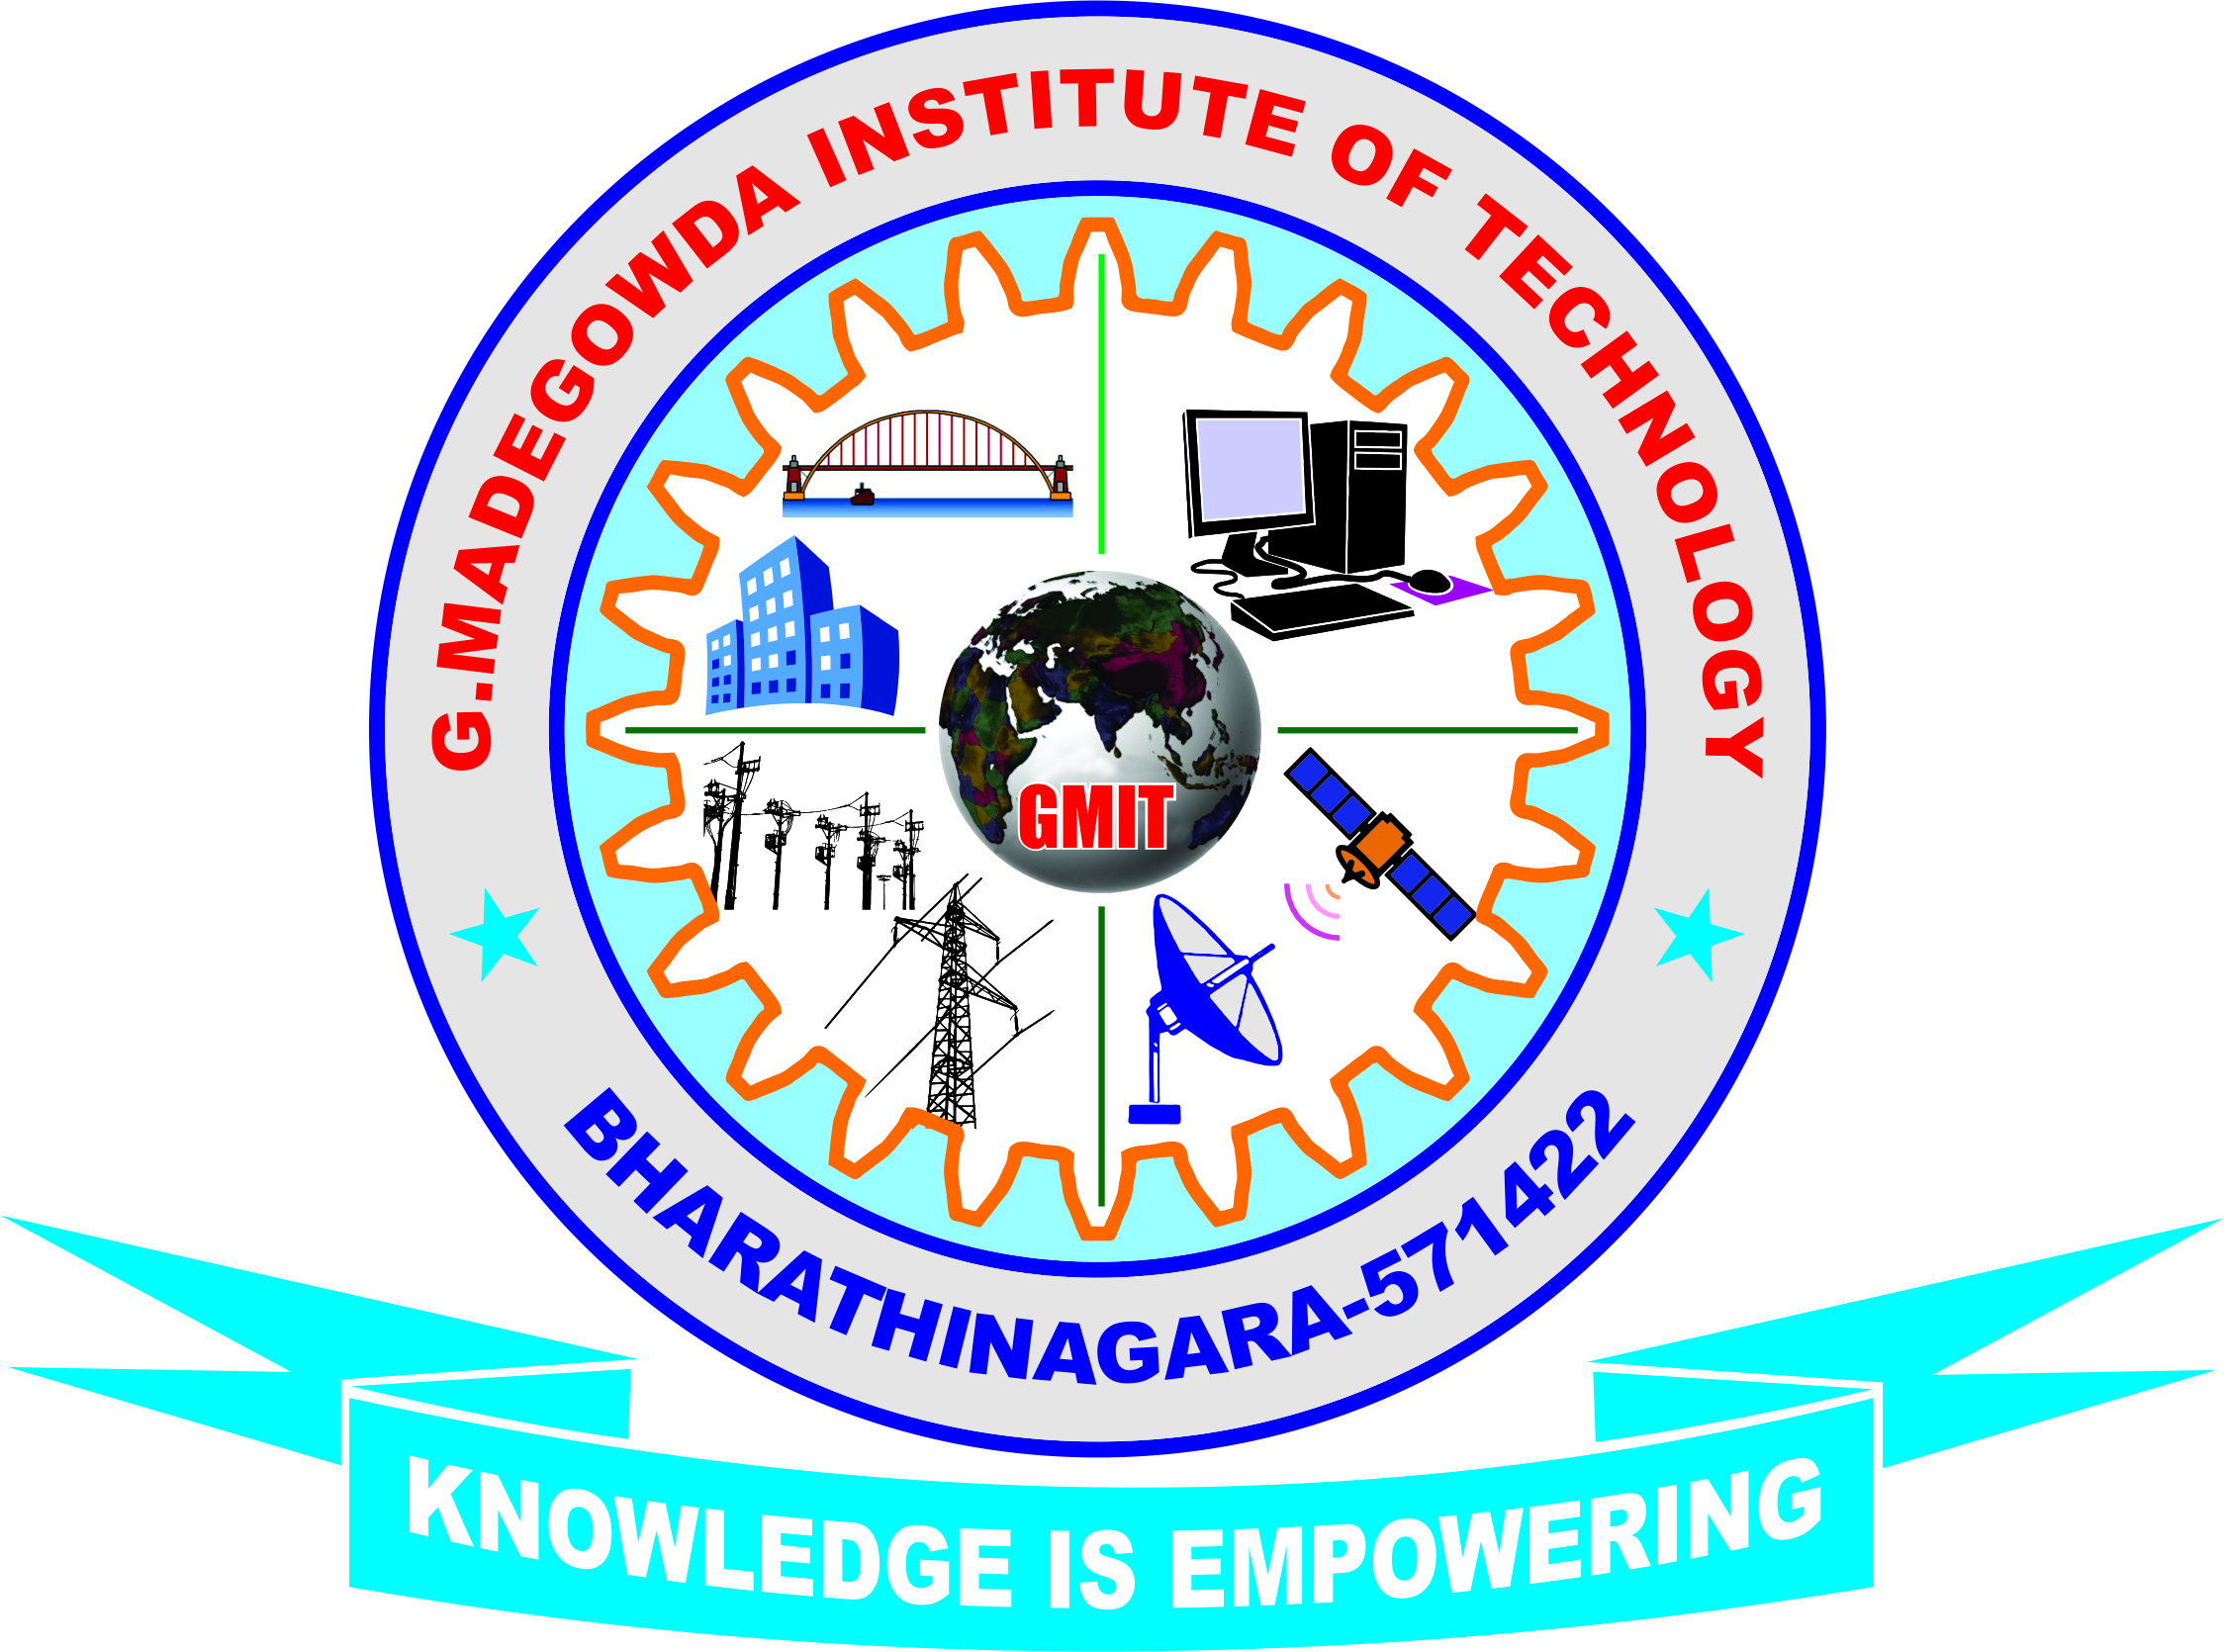 G.MADEGOWDA INSTITUTE OF TECHNOLOGY
GMIT
BHARATHINAGARA-571422
KNOWLEDGE IS EMPOWERING